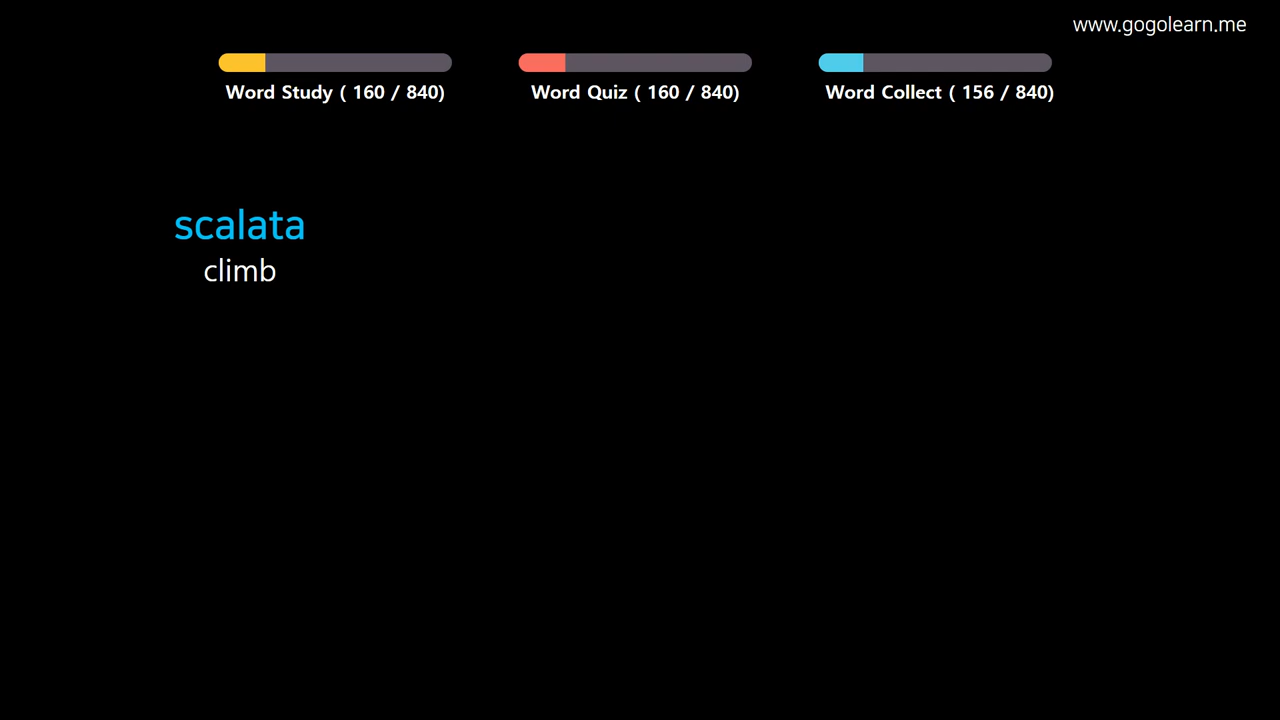 www.gogolearn.me
Word Study ( 160 / 840)
Word Quiz ( 160 / 840)
Word Collect ( 156 / 840)
scalata
climb